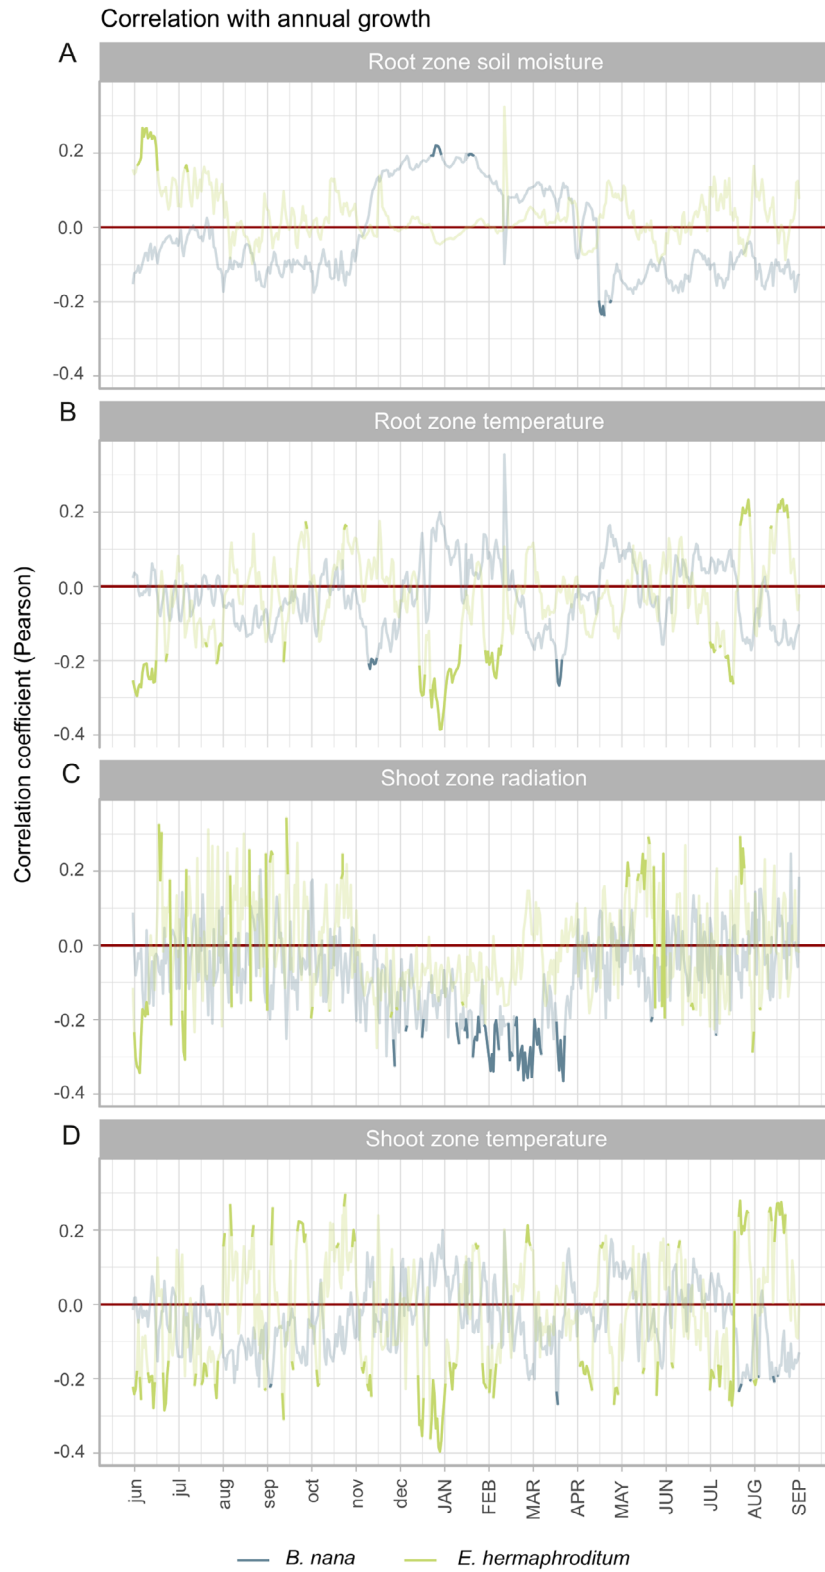 Correlation with annual growth
A
Root zone soil moisture
0.2
0.0
-0.2
-0.4
B
Root zone temperature
0.2
0.0
-0.2
-0.4
C
Shoot zone radiation
0.2
0.0
-0.2
-0.4
D
Shoot zone temperature
0.2
0.0
-0.2
-0.4
Correlation coefficient (Pearson)
jun jul aug sep oct nov dec JAN FEB MAR APR MAY JUN JUL AUG SEP
B. nana E. hermaphroditum